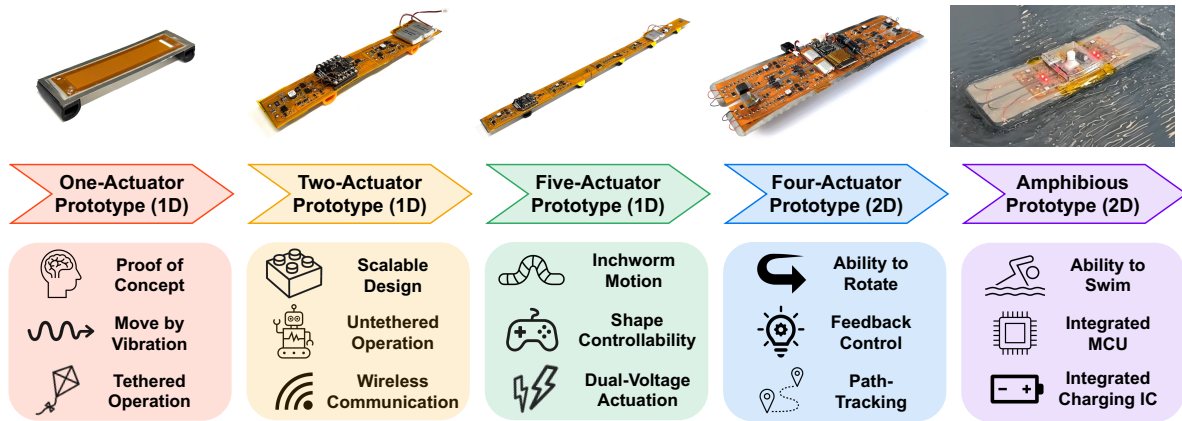 One-Actuator
Prototype (1D)
Two-Actuator
Prototype (1D)
Five-Actuator
Prototype (1D)
Four-Actuator
Prototype (2D)
Amphibious
Prototype (2D)
Proof of
Concept
Move by
Vibration
Tethered
Operation
Scalable
Design
Untethered
Operation
Wireless
Communication
Inchworm
Motion
Shape
Controllability
Dual-Voltage
Actuation
Ability to
Rotate
Feedback
Control
Path-
Tracking
Ability to
Swim
Integrated
MCU
Integrated
Charging IC